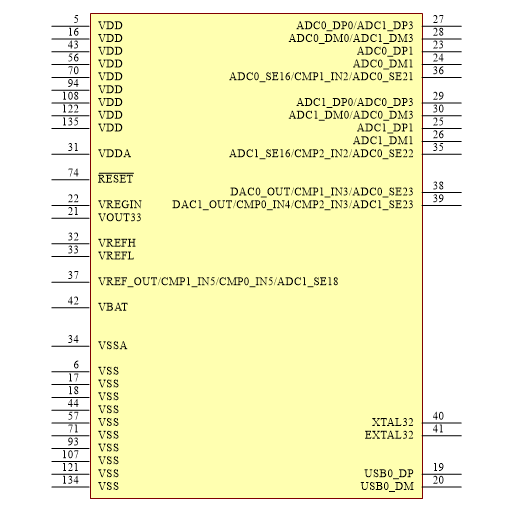 5 VDD ADC0_DP0/ADC1_DP3 27
16 VDD ADC0_DM0/ADC1_DM3 28
43 VDD ADC0_DP1 23
56 VDD ADC0_DM1 24
70 VDD ADC0_SE16/CMP1_IN2/ADC0_SE21 36
94 VDD
108 VDD ADC1_DP0/ADC0_DP3 29
122 VDD ADC1_DM0/ADC0_DM3 30
135 VDD ADC1_DP1 25
ADC1_DM1 26
31 VDDA ADC1_SE16/CMP2_IN2/ADC0_SE22 35
74 RESET
DAC0_OUT/CMP1_IN3/ADC0_SE23 38
22 VREGIN DAC1_OUT/CMP0_IN4/CMP2_IN3/ADC1_SE23 39
21 VOUT33
32 VREFH
33 VREFL
37 VREF_OUT/CMP1_IN5/CMP0_IN5/ADC1_SE18
42 VBAT
34 VSSA
6 VSS
17 VSS
18 VSS
44 VSS
57 VSS XTAL32 40
71 VSS EXTAL32 41
93 VSS
107 VSS
121 VSS USB0_DP 19
134 VSS USB0_DM 20